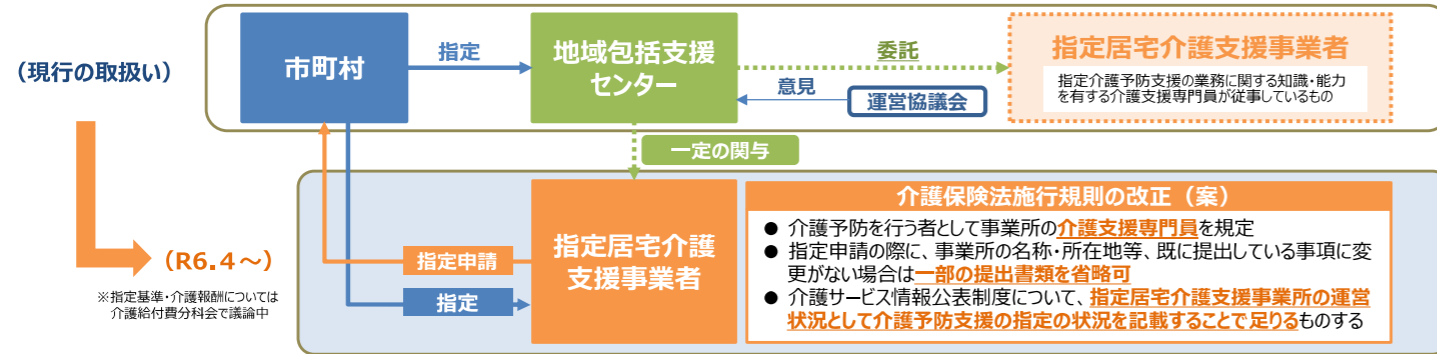 (現行の取扱い)
市町村
指定
地域包括支援
センター
委託
意見
運営協議会
指定居宅介護支援事業者
指定介護予防支援の業務に関する知識・能力
を有する介護支援専門員が従事しているもの
一定の関与
(R6.4~)
※指定基準・介護報酬については
介護給付費分科会で議論中
指定申請
指定
指定居宅介護
支援事業者
介護保険法施行規則の改正(案)
● 介護予防を行う者として事業所の介護支援専門員を規定
● 指定申請の際に、事業所の名称・所在地等、既に提出している事項に変
更がない場合は一部の提出書類を省略可
● 介護サービス情報公表制度について、指定居宅介護支援事業所の運営
状況として介護予防支援の指定の状況を記載することで足りるものする